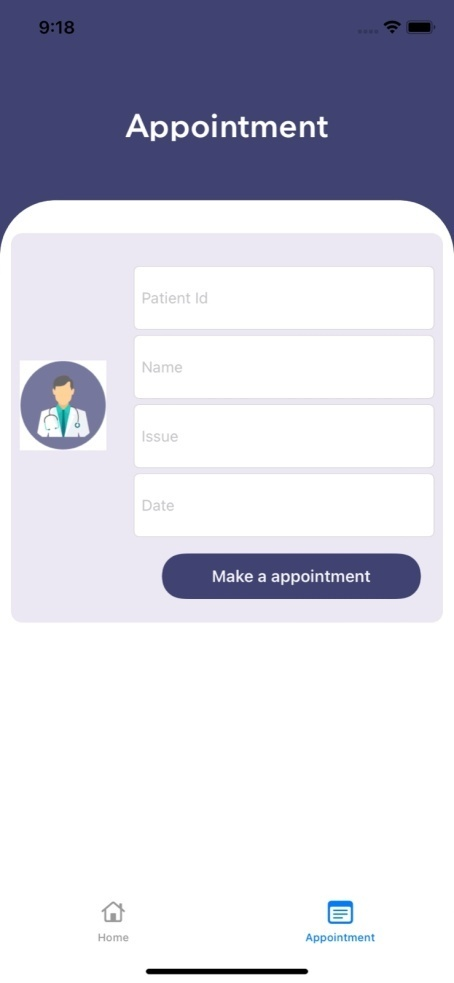 9:18
Appointment
Patient Id
Name
Issue
Date
Make a appointment
Home
Appointment